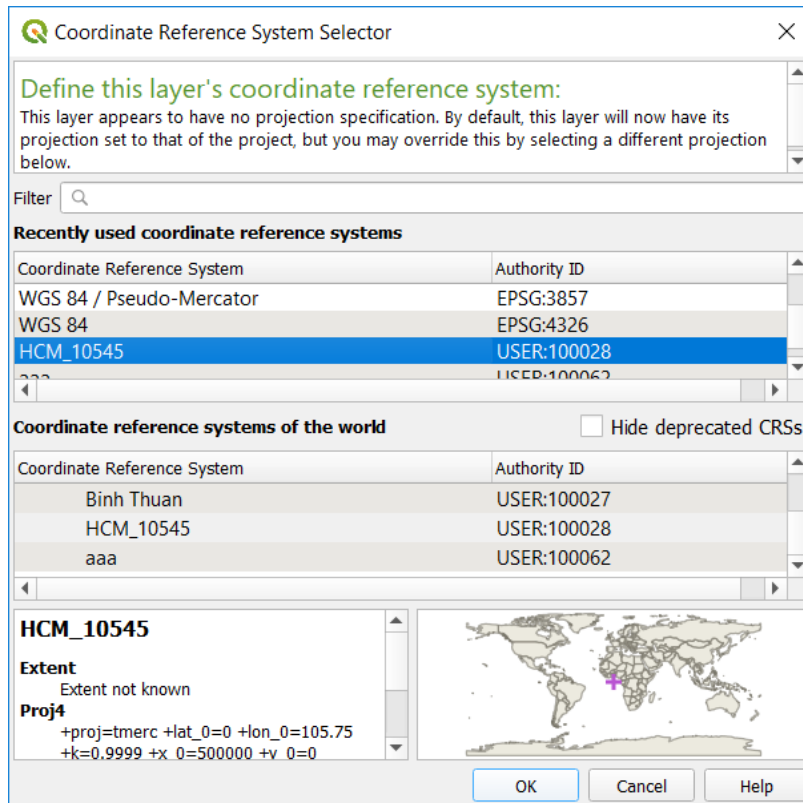 Coordinate Reference System Selector
Define this layer's coordinate reference system:
This layer appears to have no projection specification. By default, this layer will now have its
projection set to that of the project, but you may override this by selecting a different projection
below.
Filter
Recently used coordinate reference systems
Coordinate Reference System Authority ID
WGS 84 / Pseudo-Mercator EPSG:3857
WGS 84 EPSG:4326
HCM_10545 USER:100028
aaa USER:100062
Coordinate reference systems of the world Hide deprecated CRSs
Coordinate Reference System Authority ID
Binh Thuan USER:100027
HCM_10545 USER:100028
aaa USER:100062
HCM_10545
Extent
Extent not known
Proj4
+proj=tmerc +lat_0=0 +lon_0=105.75
+k=0.9999 +x_0=500000 +y_0=0
OK Cancel Help